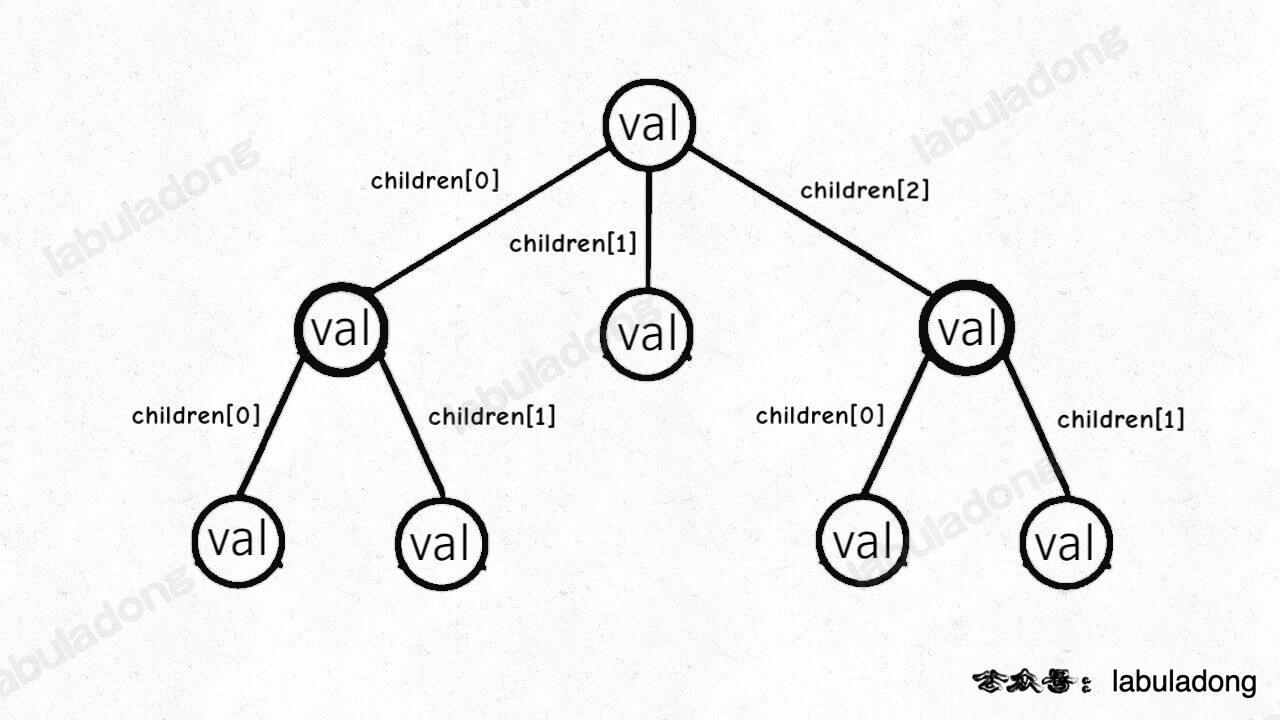 labuladong
val
children[0]
children[2]
labuladong
children[1]
val
val
val
labuladong
children[0]
children[1]
children[0]
children[1]
labuladong
val
val
val
val
labuladong
公众号： labuladong